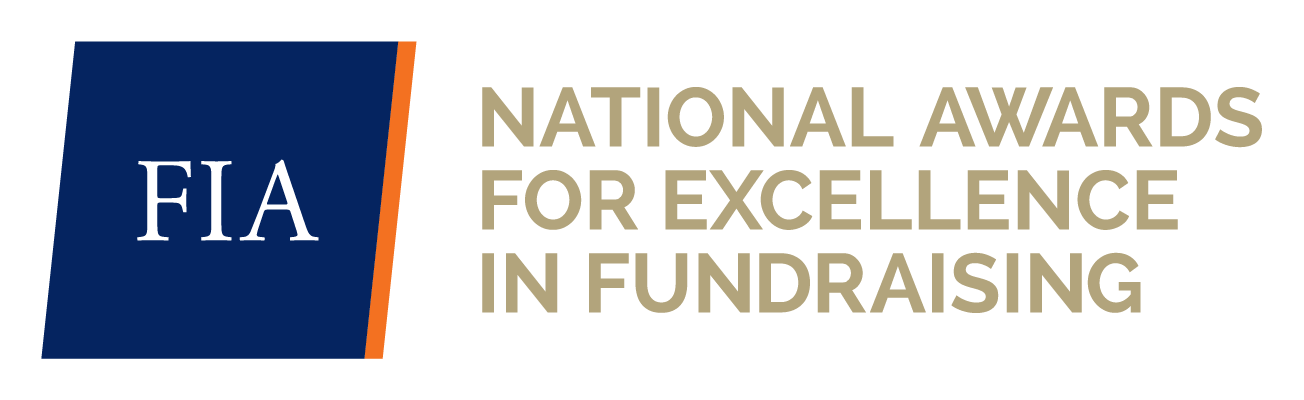 FIA
NATIONAL AWARDS
FOR EXCELLENCE
IN FUNDRAISING